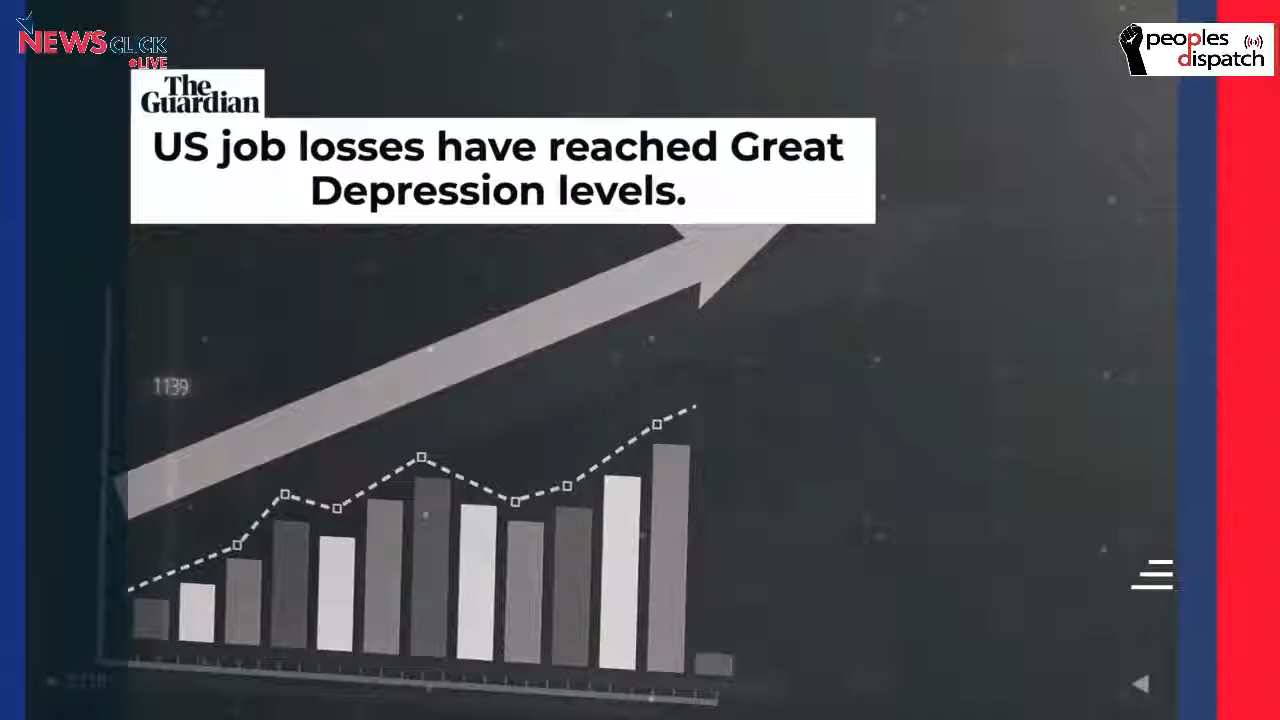 NEWSCLICK
LIVE
peoples
dispatch
The
Guardian
US job losses have reached Great
Depression levels.
1139